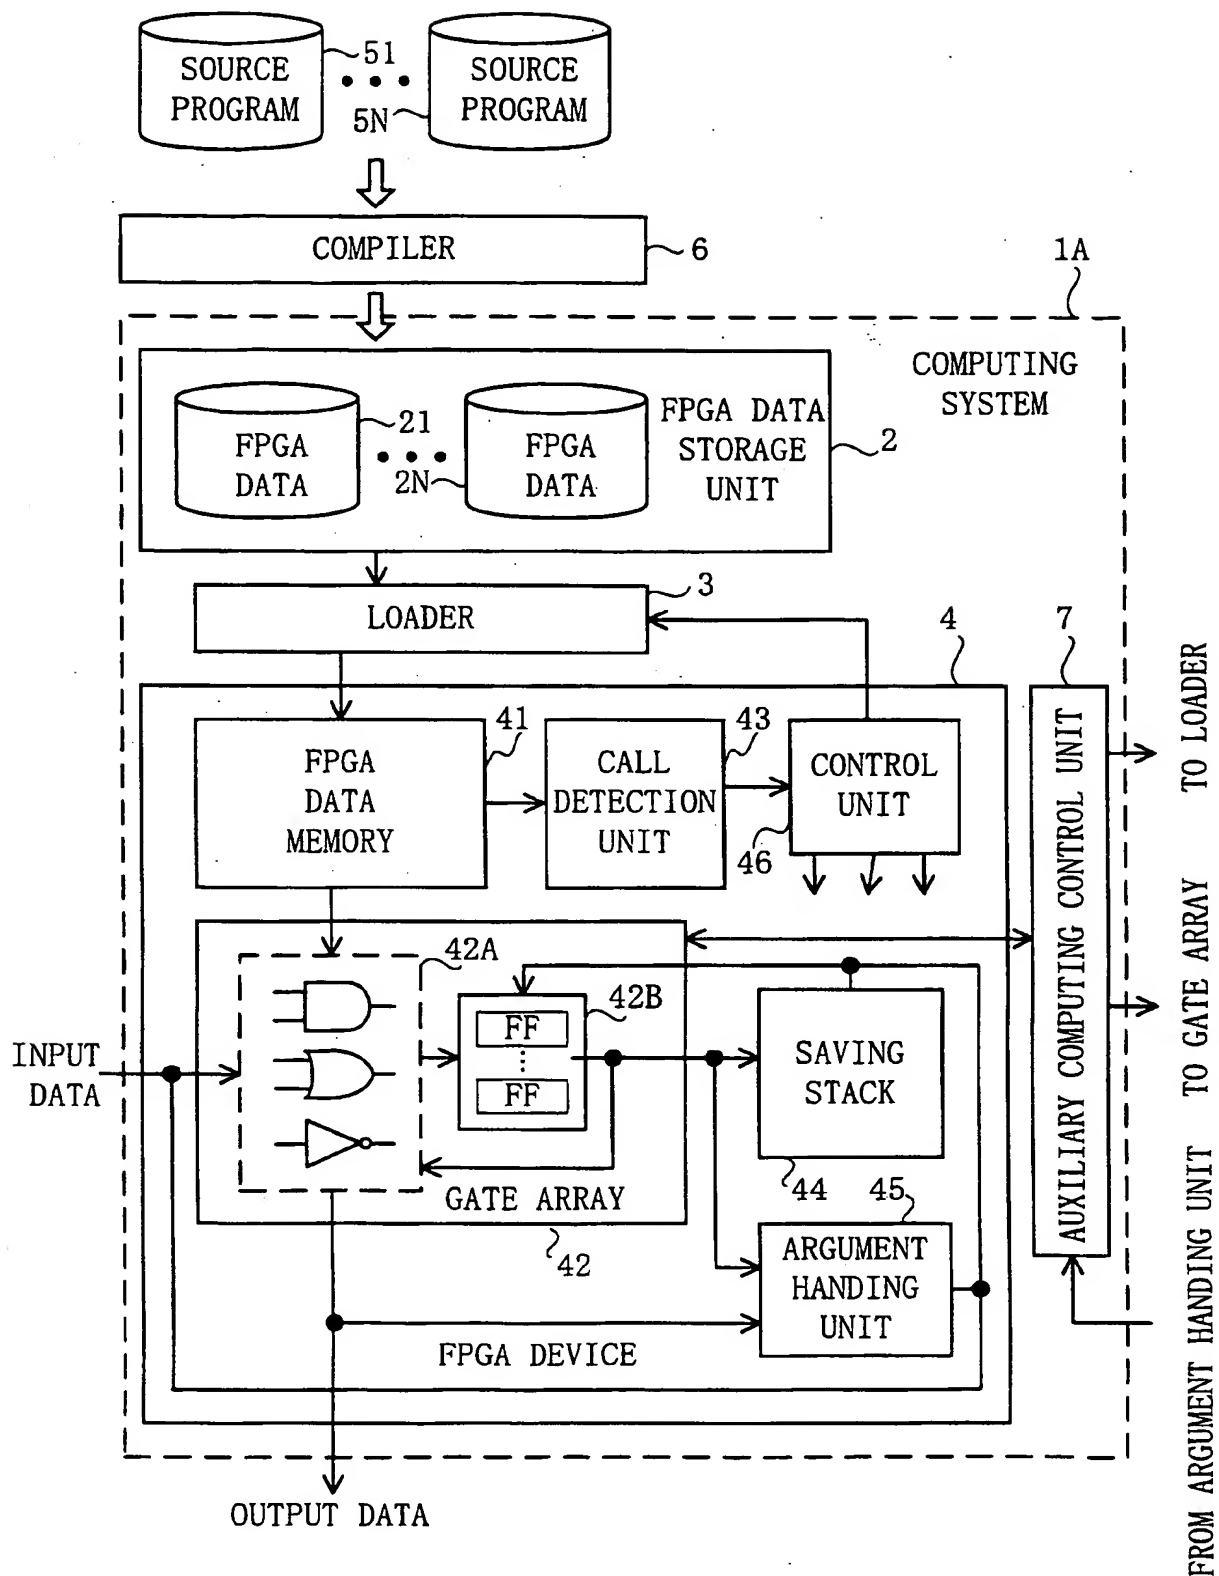 SOURCE
PROGRAM
51
5N
SOURCE
PROGRAM
COMPILER
6
1A
COMPUTING
SYSTEM
FPGA
DATA
21
2N
FPGA
DATA
FPGA DATA
STORAGE
UNIT
2
LOADER
3
4
7
FPGA
DATA
MEMORY
41
CALL
DETECTION
UNIT
43
CONTROL
UNIT
46
42A
42B
FF
FF
INPUT
DATA
SAVING
STACK
44
GATE ARRAY
42
45
ARGUMENT
HANDING
UNIT
FPGA DEVICE
OUTPUT DATA
AUXILIARY COMPUTING CONTROL UNIT
TO LOADER
TO GATE ARRAY
FROM ARGUMENT HANDING UNIT